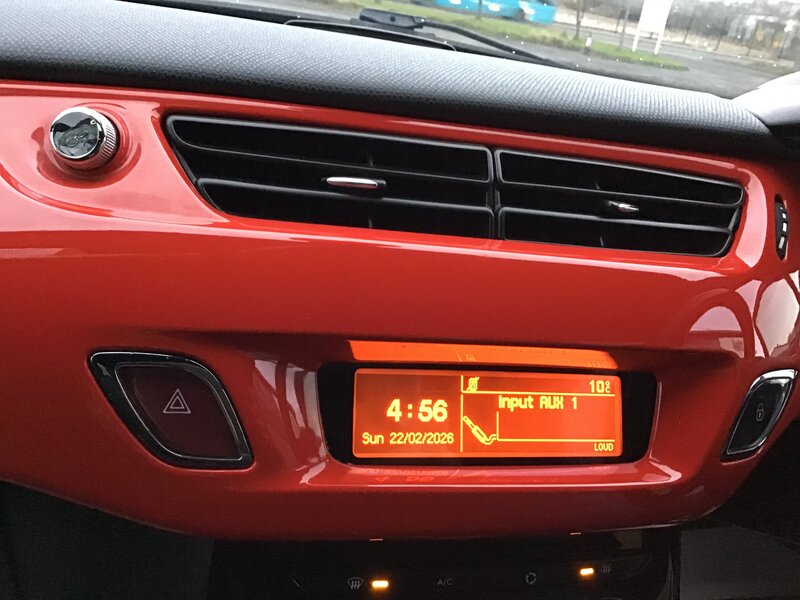 10°C
Input AUX 1
4:56
Sun 22/02/2026
LOUD
A/C